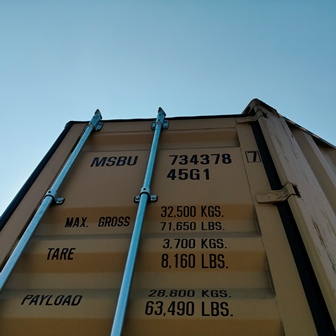 MSBU 734378 7
45G1
MAX. GROSS 32,500 KGS.
71,650 LBS.
TARE 3,700 KGS.
8,160 LBS.
PAYLOAD 28,800 KGS.
63,490 LBS.